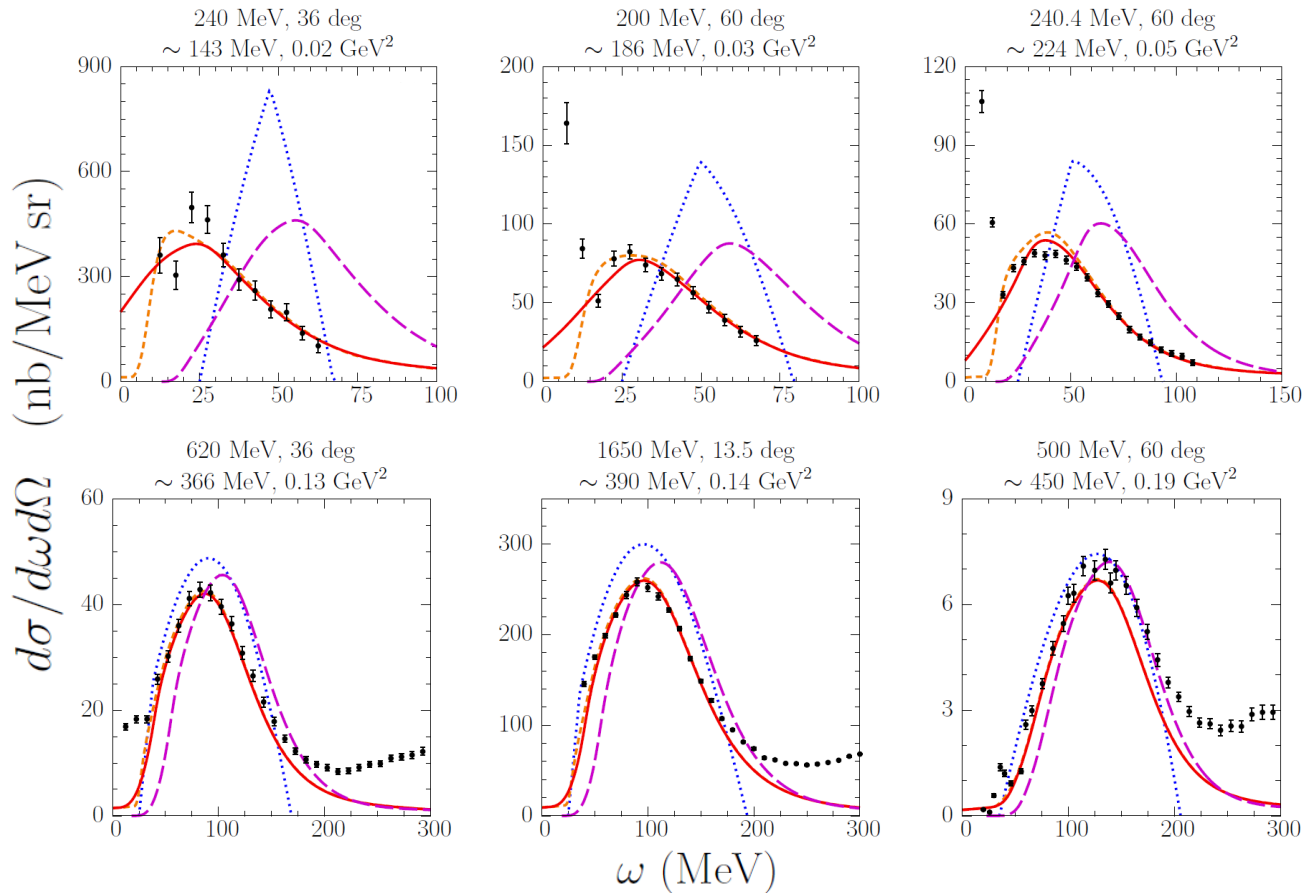 240 MeV, 36 deg
∼ 143 MeV, 0.02 GeV²
200 MeV, 60 deg
∼ 186 MeV, 0.03 GeV²
240.4 MeV, 60 deg
∼ 224 MeV, 0.05 GeV²
900
600
300
0
0 25 50 75 100
200
150
100
50
0
0 25 50 75 100
120
90
60
30
0
0 50 100 150
620 MeV, 36 deg
∼ 366 MeV, 0.13 GeV²
1650 MeV, 13.5 deg
∼ 390 MeV, 0.14 GeV²
500 MeV, 60 deg
∼ 450 MeV, 0.19 GeV²
60
40
20
0
0 100 200 300
300
200
100
0
0 100 200 300
9
6
3
0
0 100 200 300
dσ/dωdΩ (nb/MeV sr)
ω (MeV)